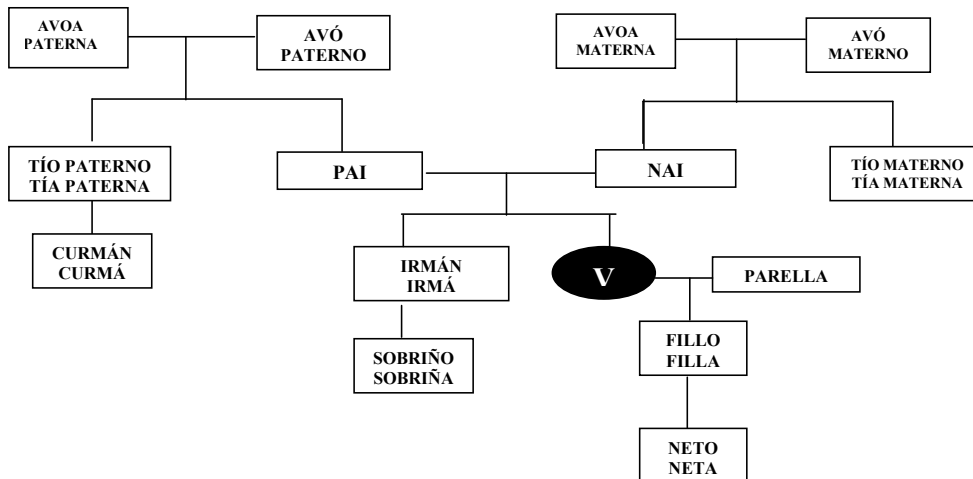 AVOA
PATERNA
AVÓ
PATERNO
AVOA
MATERNA
AVÓ
MATERNO
TÍO PATERNO
TÍA PATERNA
PAI
NAI
TÍO MATERNO
TÍA MATERNA
CURMÁN
CURMÁ
IRMÁN
IRMÁ
V
PARELLA
SOBRIÑO
SOBRIÑA
FILLO
FILLA
NETO
NETA